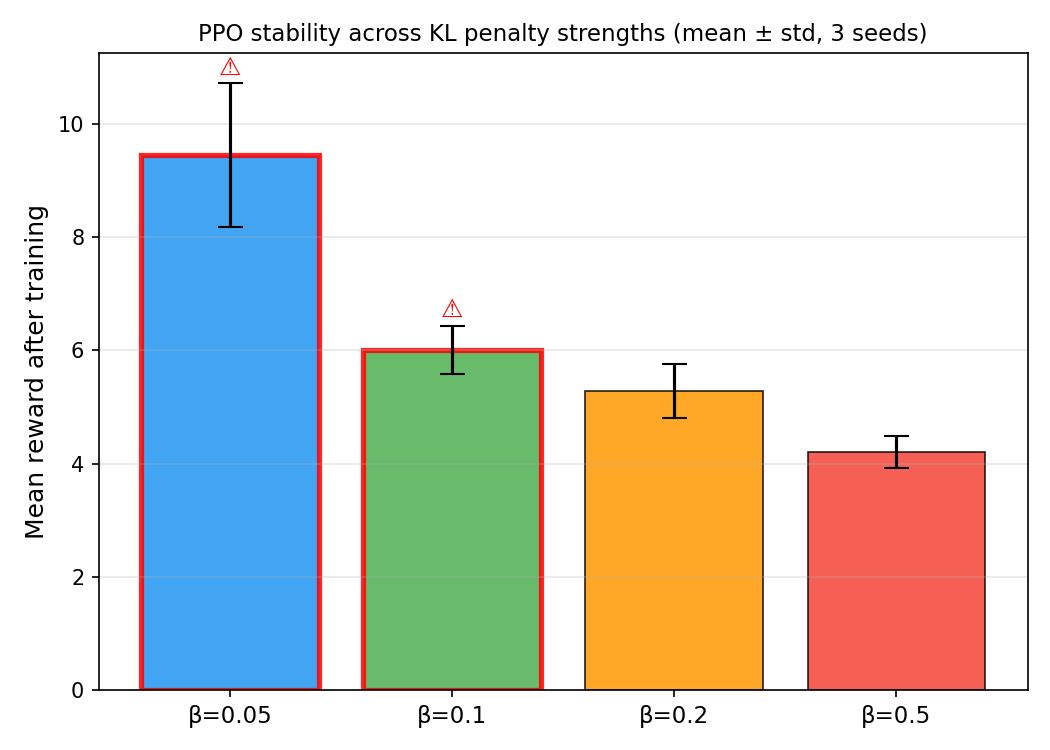 PPO stability across KL penalty strengths (mean ± std, 3 seeds)
Mean reward after training
10
8
6
4
2
0
⚠
⚠
β=0.05 β=0.1 β=0.2 β=0.5